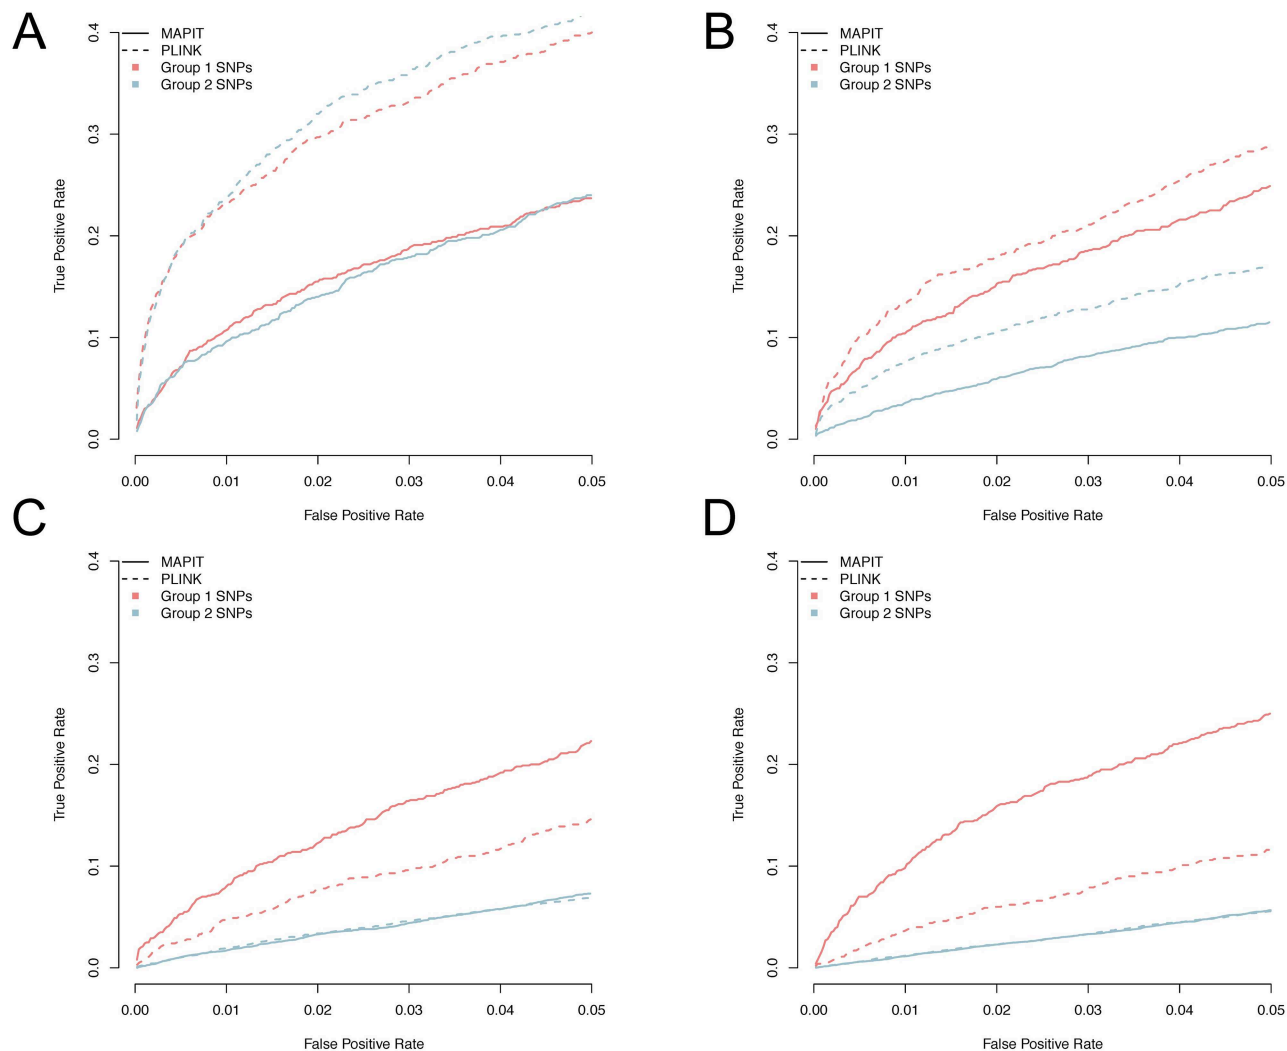 A
MAPIT
PLINK
Group 1 SNPs
Group 2 SNPs
True Positive Rate
0.4
0.3
0.2
0.1
0.0
0.00 0.01 0.02 0.03 0.04 0.05
False Positive Rate
B
MAPIT
PLINK
Group 1 SNPs
Group 2 SNPs
True Positive Rate
0.4
0.3
0.2
0.1
0.0
0.00 0.01 0.02 0.03 0.04 0.05
False Positive Rate
C
MAPIT
PLINK
Group 1 SNPs
Group 2 SNPs
True Positive Rate
0.4
0.3
0.2
0.1
0.0
0.00 0.01 0.02 0.03 0.04 0.05
False Positive Rate
D
MAPIT
PLINK
Group 1 SNPs
Group 2 SNPs
True Positive Rate
0.4
0.3
0.2
0.1
0.0
0.00 0.01 0.02 0.03 0.04 0.05
False Positive Rate